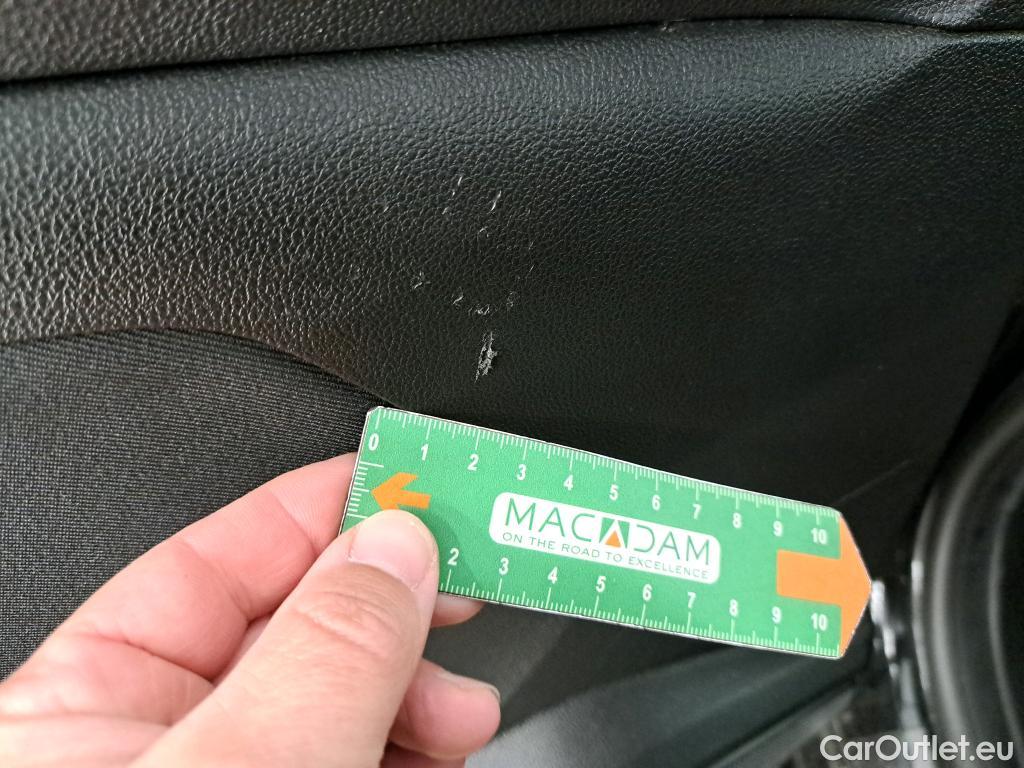 0 1 2 3 4 5 6 7 8 9 10
MACADAM
ON THE ROAD TO EXCELLENCE
2 3 4 5 6 7 8 9 10
CarOutlet.eu